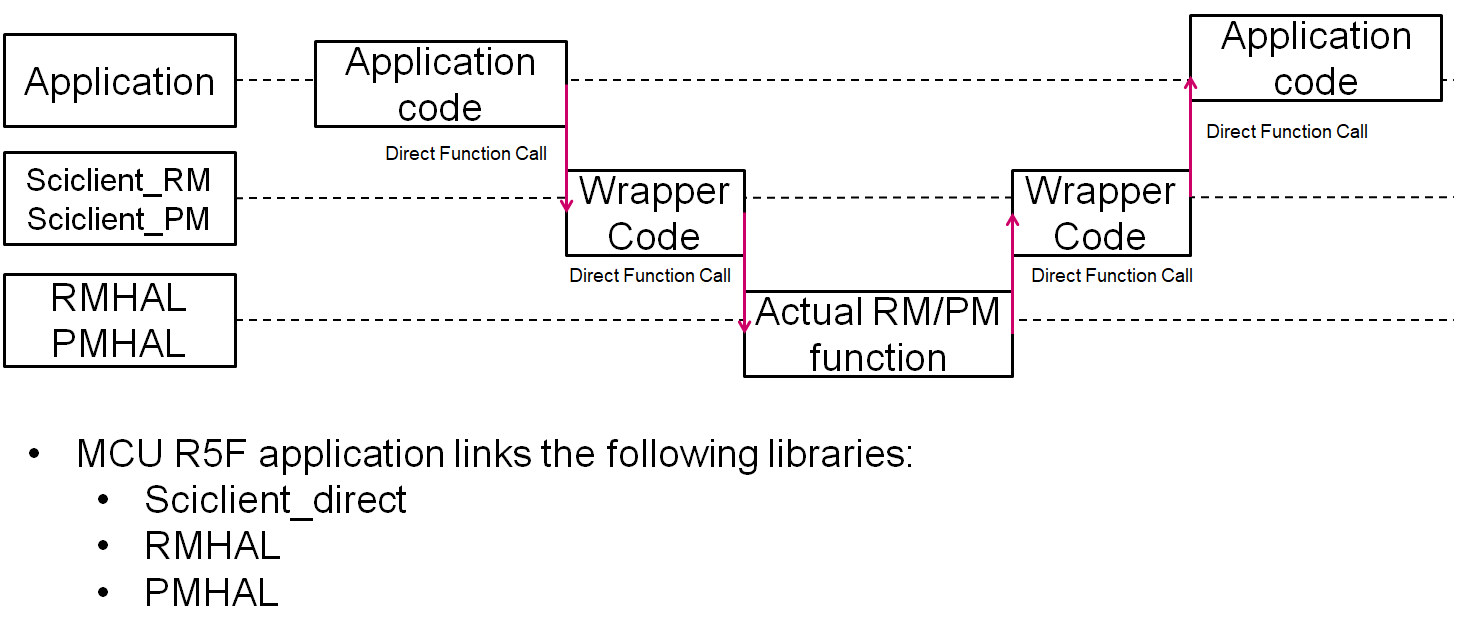 Application
Application
code
Application
code
Direct Function Call
Direct Function Call
Sciclient_RM
Sciclient_PM
Wrapper
Code
Wrapper
Code
Direct Function Call
Direct Function Call
RMHAL
PMHAL
Actual RM/PM
function
• MCU R5F application links the following libraries:
• Sciclient_direct
• RMHAL
• PMHAL